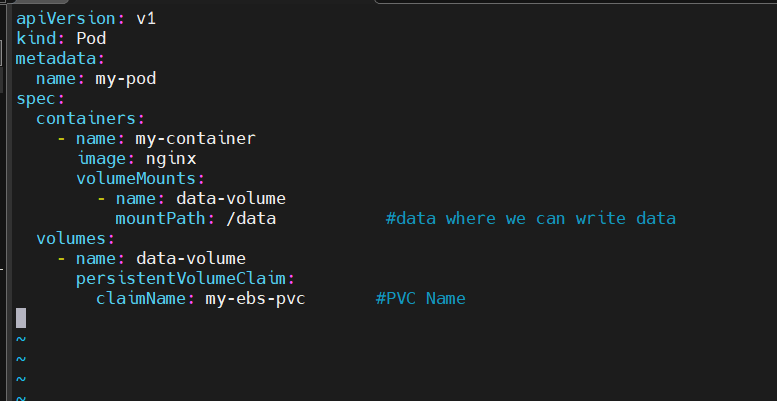 apiVersion: v1
kind: Pod
metadata:
  name: my-pod
spec:
  containers:
    - name: my-container
      image: nginx
      volumeMounts:
        - name: data-volume
          mountPath: /data           #data where we can write data
  volumes:
    - name: data-volume
      persistentVolumeClaim:
        claimName: my-ebs-pvc       #PVC Name
~
~
~
~